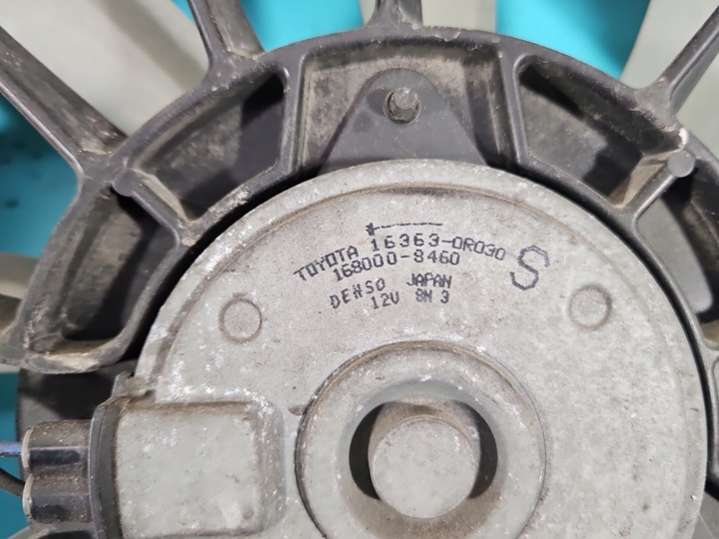 TOYOTA 16363-0R030
168000-8460
DENSO JAPAN
12V 8N 3
S